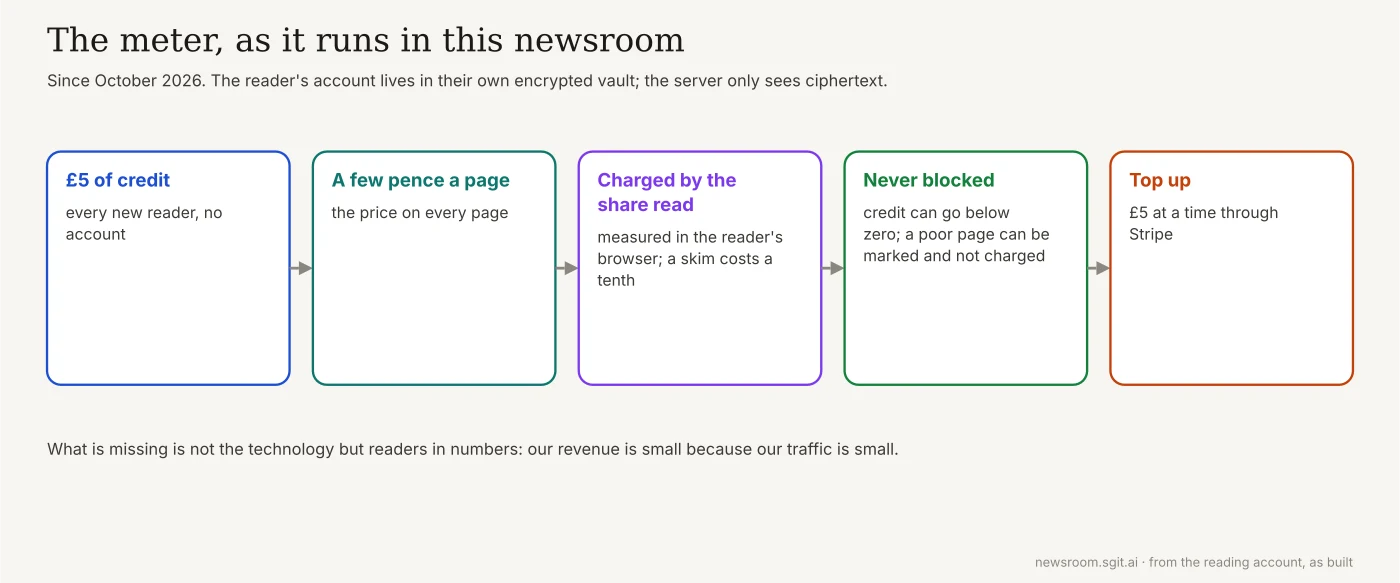 The meter, as it runs in this newsroom
Since October 2026. The reader's account lives in their own encrypted vault; the server only sees ciphertext.
£5 of credit
every new reader, no
account
A few pence a page
the price on every page
Charged by the
share read
measured in the reader's
browser; a skim costs a
tenth
Never blocked
credit can go below
zero; a poor page can be
marked and not charged
Top up
£5 at a time through
Stripe
What is missing is not the technology but readers in numbers: our revenue is small because our traffic is small.
newsroom.sgit.ai · from the reading account, as built